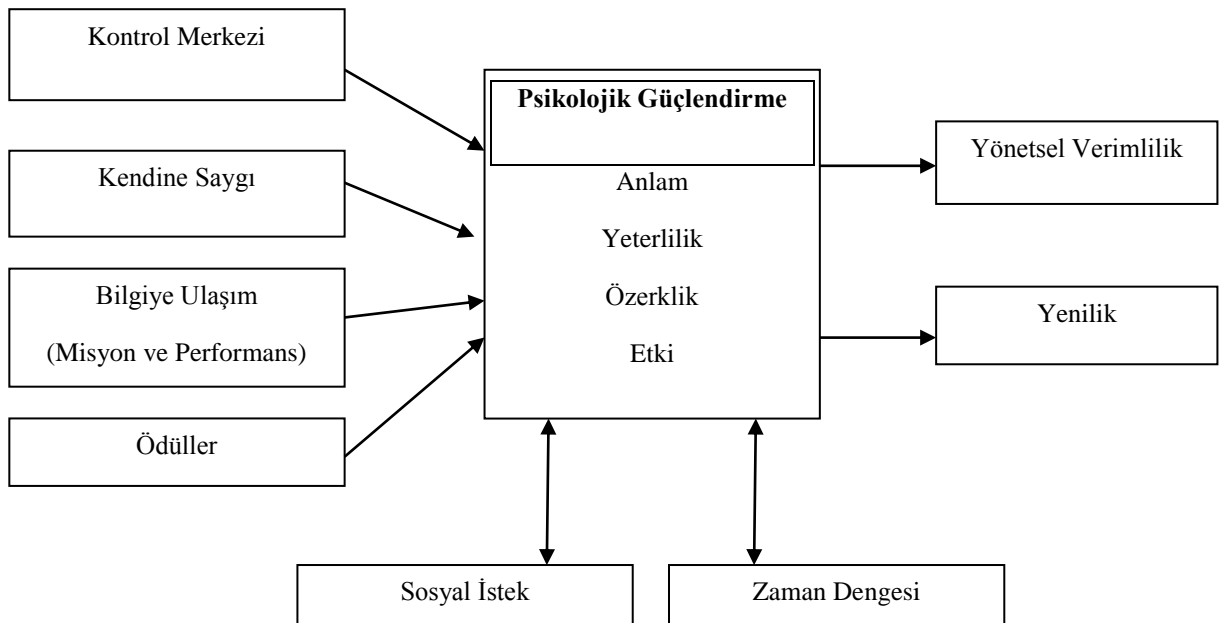 Kontrol Merkezi
Kendine Saygı
Bilgiye Ulaşım
(Misyon ve Performans)
Ödüller
Psikolojik Güçlendirme
Anlam
Yeterlilik
Özerklik
Etki
Yönetsel Verimlilik
Yenilik
Sosyal İstek
Zaman Dengesi